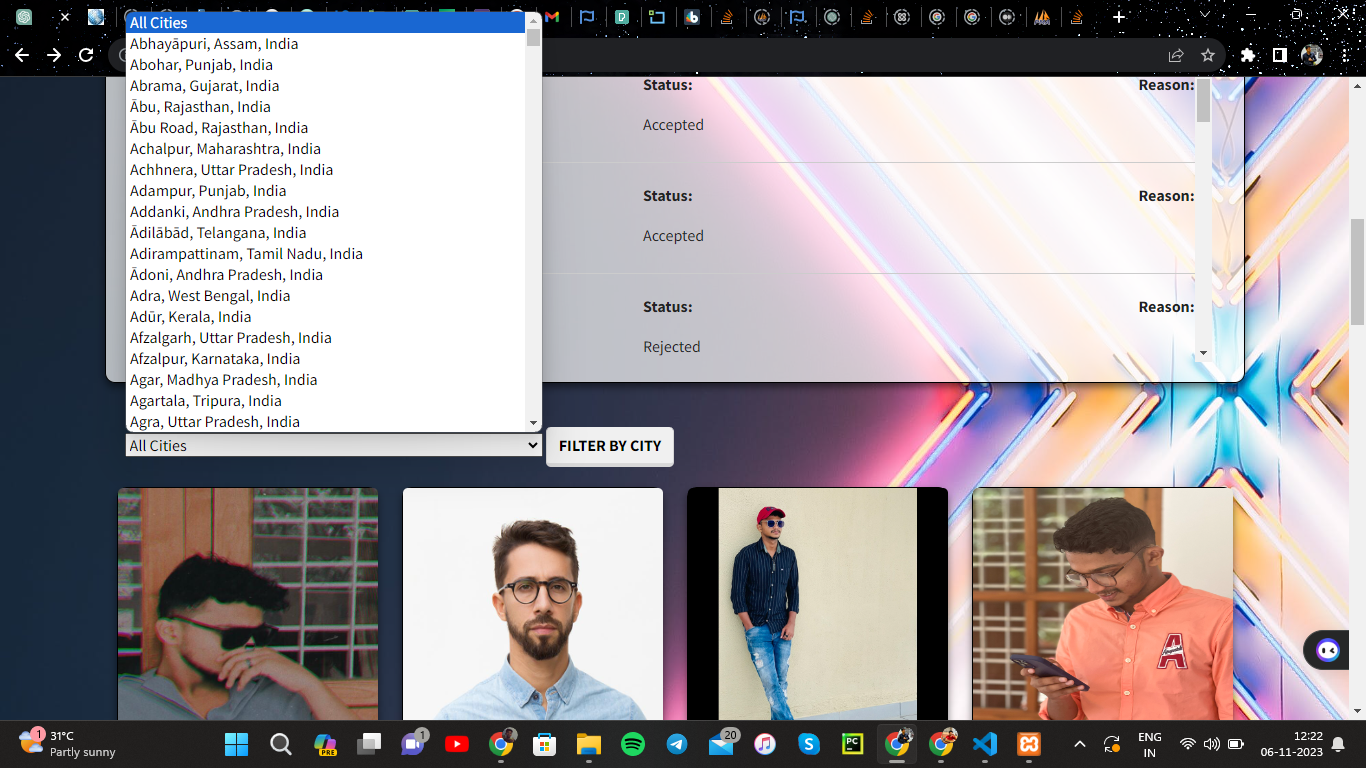 All Cities
Abhayāpuri, Assam, India
Abohar, Punjab, India
Abrama, Gujarat, India
Ābu, Rajasthan, India
Ābu Road, Rajasthan, India
Achalpur, Maharashtra, India
Achhnera, Uttar Pradesh, India
Adampur, Punjab, India
Addanki, Andhra Pradesh, India
Ādilābād, Telangana, India
Adirampattinam, Tamil Nadu, India
Ādoni, Andhra Pradesh, India
Adra, West Bengal, India
Adūr, Kerala, India
Afzalgarh, Uttar Pradesh, India
Afzalpur, Karnataka, India
Agar, Madhya Pradesh, India
Agartala, Tripura, India
Agra, Uttar Pradesh, India
All Cities
FILTER BY CITY
Status: Reason:
Accepted
Status: Reason:
Accepted
Status: Reason:
Rejected
A
1
31°C
Partly sunny
PRE
1
20
PC
ENG
IN
12:22
06-11-2023